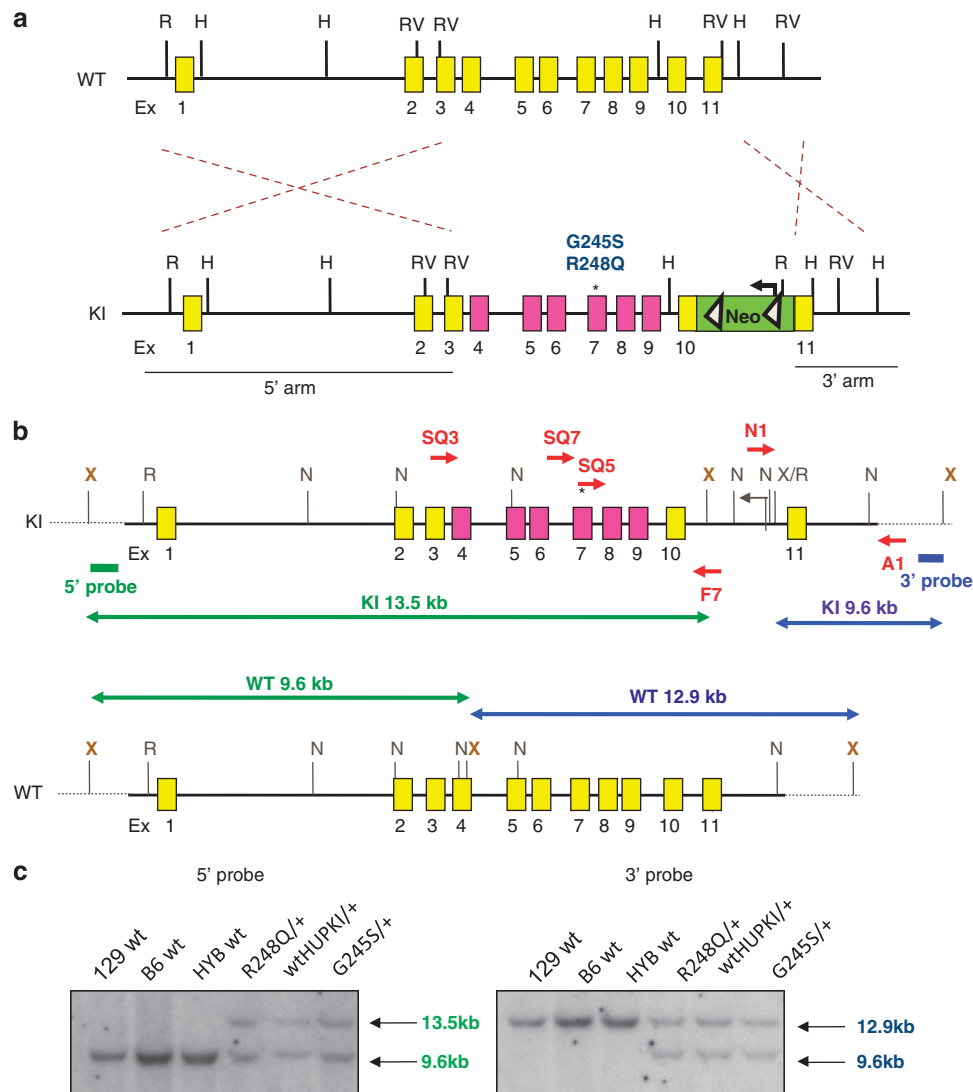 a
R H H RV RV H RV H RV
WT
Ex 1 2 3 4 5 6 7 8 9 10 11
G245S
R248Q
R H H RV RV H R H RV H
*
KI Neo
Ex 1 2 3 4 5 6 7 8 9 10 11
5' arm 3' arm
b
SQ3 SQ7 N1
SQ5
X R N N N * X N N X/R N X
KI
Ex 1 2 3 4 5 6 7 8 9 10 11
5' probe F7 A1 3' probe
KI 13.5 kb KI 9.6 kb
WT 9.6 kb WT 12.9 kb
X R N N N X N N X
WT
Ex 1 2 3 4 5 6 7 8 9 10 11
c
5' probe 3' probe
129 wt B6 wt HYB wt R248Q/+ wtHUPKI/+ G245S/+ 129 wt B6 wt HYB wt R248Q/+ wtHUPKI/+ G245S/+
13.5kb 12.9kb
9.6kb 9.6kb